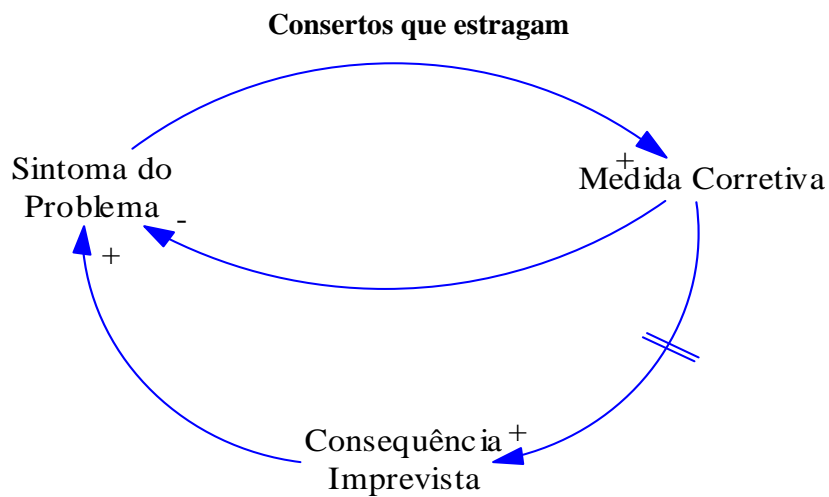 Consertos que estragam
Sintoma do
Problema
-
+
+
Medida Corretiva
Consequência
Imprevista
+